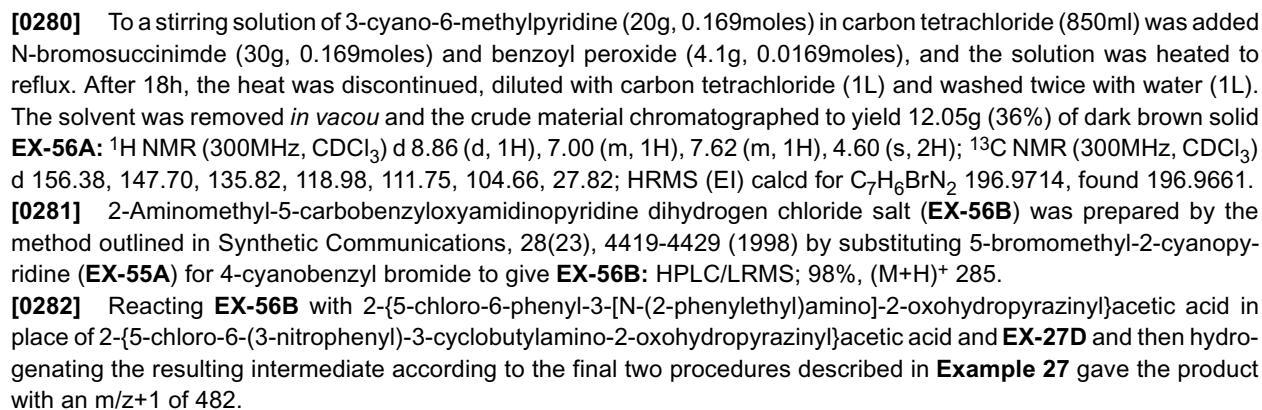 [0280] To a stirring solution of 3-cyano-6-methylpyridine (20g, 0.169moles) in carbon tetrachloride (850ml) was added
N-bromosuccinimde (30g, 0.169moles) and benzoyl peroxide (4.1g, 0.0169moles), and the solution was heated to
reflux. After 18h, the heat was discontinued, diluted with carbon tetrachloride (1L) and washed twice with water (1L).
The solvent was removed in vacou and the crude material chromatographed to yield 12.05g (36%) of dark brown solid
EX-56A: ¹H NMR (300MHz, CDCl₃) d 8.86 (d, 1H), 7.00 (m, 1H), 7.62 (m, 1H), 4.60 (s, 2H); ¹³C NMR (300MHz, CDCl₃)
d 156.38, 147.70, 135.82, 118.98, 111.75, 104.66, 27.82; HRMS (EI) calcd for C₇H₆BrN₂ 196.9714, found 196.9661.
[0281] 2-Aminomethyl-5-carbobenzyloxyamidinopyridine dihydrogen chloride salt (EX-56B) was prepared by the
method outlined in Synthetic Communications, 28(23), 4419-4429 (1998) by substituting 5-bromomethyl-2-cyanopy-
ridine (EX-55A) for 4-cyanobenzyl bromide to give EX-56B: HPLC/LRMS; 98%, (M+H)⁺ 285.
[0282] Reacting EX-56B with 2-{5-chloro-6-phenyl-3-[N-(2-phenylethyl)amino]-2-oxohydropyrazinyl}acetic acid in
place of 2-{5-chloro-6-(3-nitrophenyl)-3-cyclobutylamino-2-oxohydropyrazinyl}acetic acid and EX-27D and then hydro-
genating the resulting intermediate according to the final two procedures described in Example 27 gave the product
with an m/z+1 of 482.